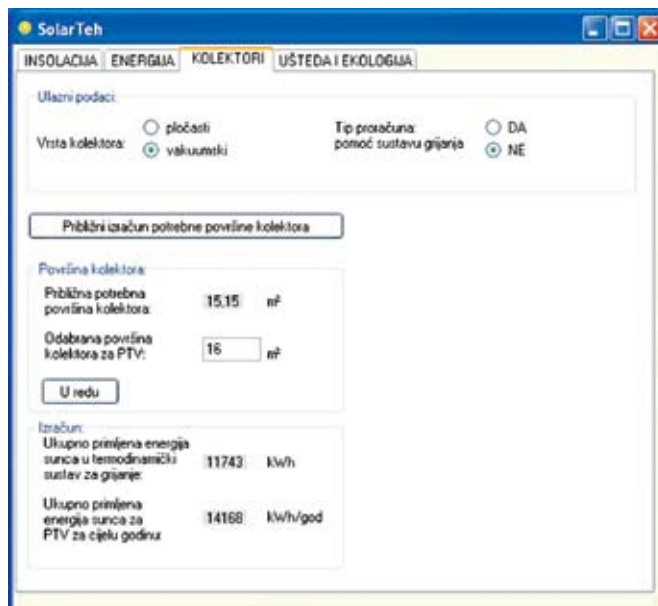 SolarTeh
INSOLACIJA ENERGIJA KOLEKTORI UŠTEDA I EKOLOGIJA
Ulazni podaci:
Vrsta kolektora:
pločasti
vakuumski
Tip proračuna:
pomoć sustavu grijanja
DA
NE
Približni izračun potrebne površine kolektora
Površina kolektora:
Približna potrebna
površina kolektora:
15,15 m²
Odabrana površina
kolektora za PTV:
16 m²
U redu
Izračun:
Ukupno primljena energija
sunca u termodinamički
sustav za grijanje:
11743 kWh
Ukupno primljena
energija sunca za
PTV za cijelu godinu:
14168 kWh/god